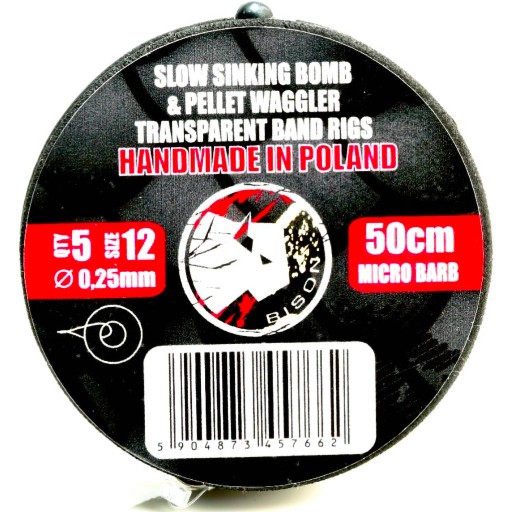 SLOW SINKING BOMB
& PELLET WAGGLER
TRANSPARENT BAND RIGS
HANDMADE IN POLAND
QTY 5 SIZE 12
Ø 0,25mm
50cm
MICRO BARB
BISON
5 904873 457662